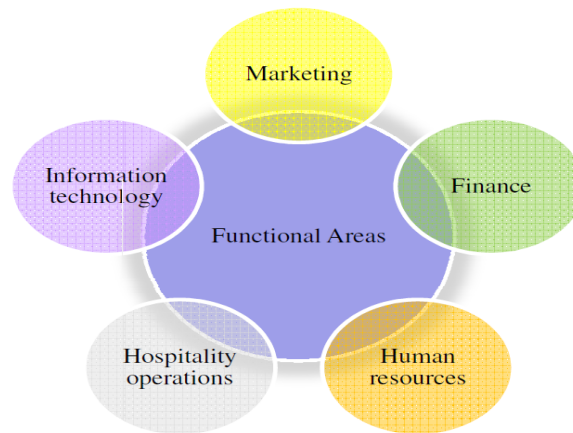 Marketing
Information
technology
Finance
Functional Areas
Hospitality
operations
Human
resources